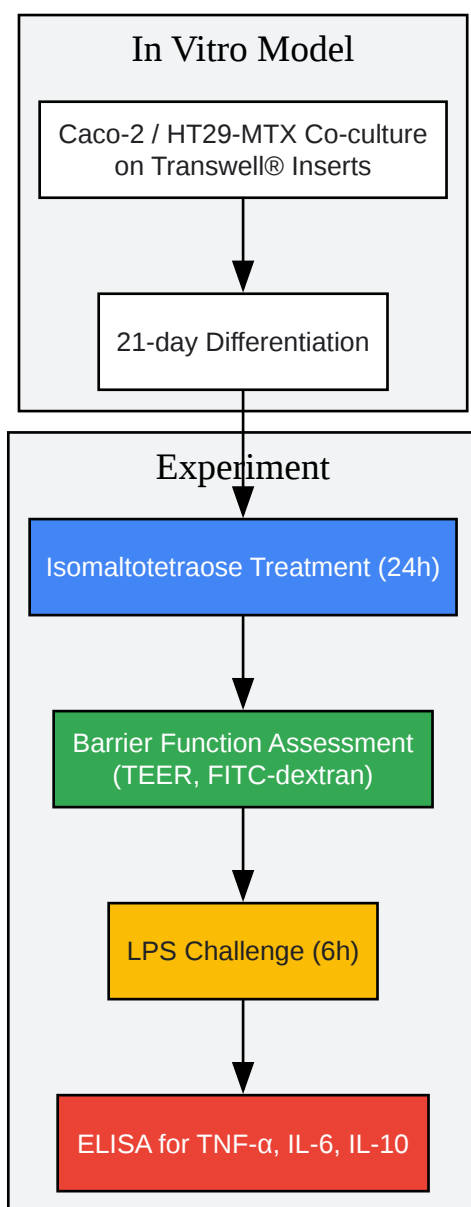 In Vitro Model
Caco-2 / HT29-MTX Co-culture
on Transwell® Inserts
21-day Differentiation
Experiment
Isomaltotetraose Treatment (24h)
Barrier Function Assessment
(TEER, FITC-dextran)
LPS Challenge (6h)
ELISA for TNF-α, IL-6, IL-10